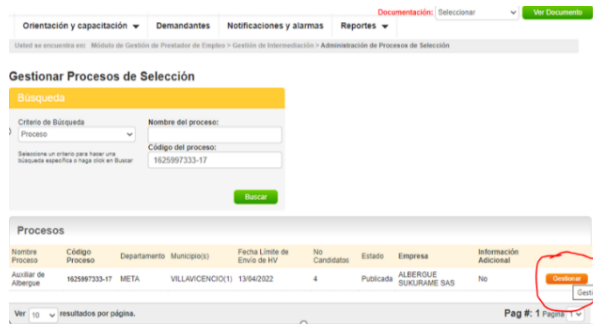 Documentación: Seleccionar Ver Documento
Orientación y capacitación Demandantes Notificaciones y alarmas Reportes
Usted se encuentra en: Módulo de Gestión de Prestador de Empleo > Gestión de Intermediación > Administración de Procesos de Selección
Gestionar Procesos de Selección
Búsqueda
Criterio de Búsqueda Nombre del proceso:
Proceso
Seleccione un criterio para hacer una Código del proceso:
búsqueda específica o haga click en Buscar 1625997333-17
Buscar
Procesos
Nombre Proceso Código Proceso Departamento Municipio(s) Fecha Límite de Envío de HV No Candidatos Estado Empresa Información Adicional
Auxiliar de Albergue 1625997333-17 META VILLAVICENCIO(1) 13/04/2022 4 Publicada ALBERGUE SUKURAME SAS No Gestionar
Gesti
Ver 10 resultados por página. Pag #: 1 Página 1